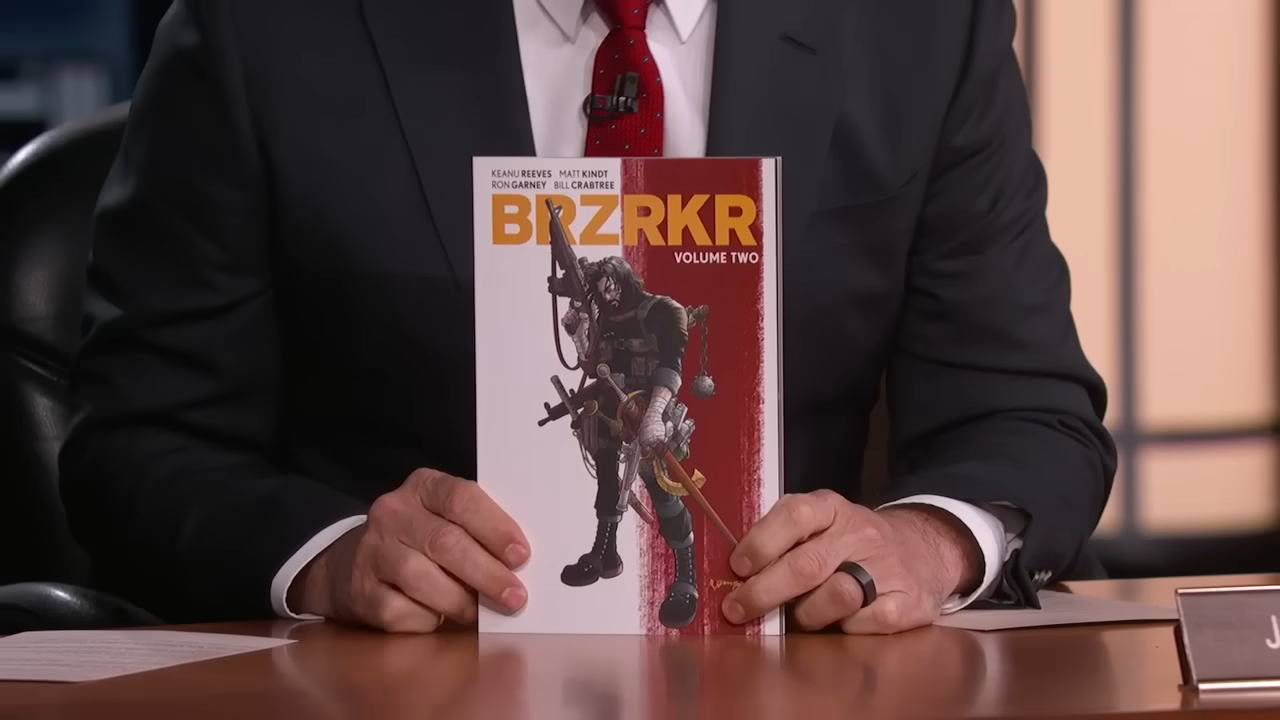 KEANU REEVES MATT KINDT
RON GARNEY BILL CRABTREE
BRZRKR
VOLUME TWO
J